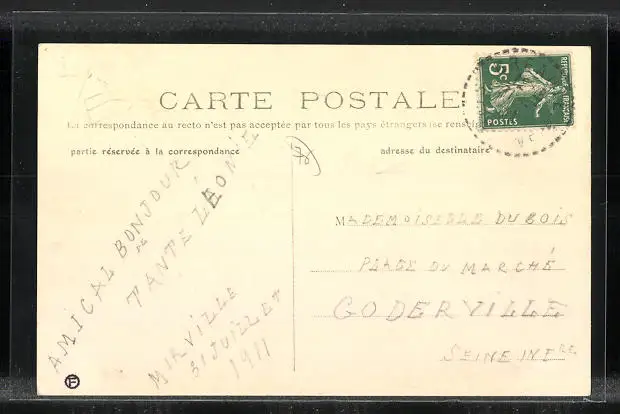 CARTE POSTALE
La correspondance au recto n'est pas acceptée par tous les pays étrangers (se renseig
partie réservée à la correspondance
adresse du destinataire
5c
POSTES
AMICAL BONJOUR
DE
TANTE LÉONIE
MIRVILLE
31 JUILLET
1911
MADEMOISELLE DUBOIS
PLACE DU MARCHÉ
GODERVILLE
SEINE INFRE